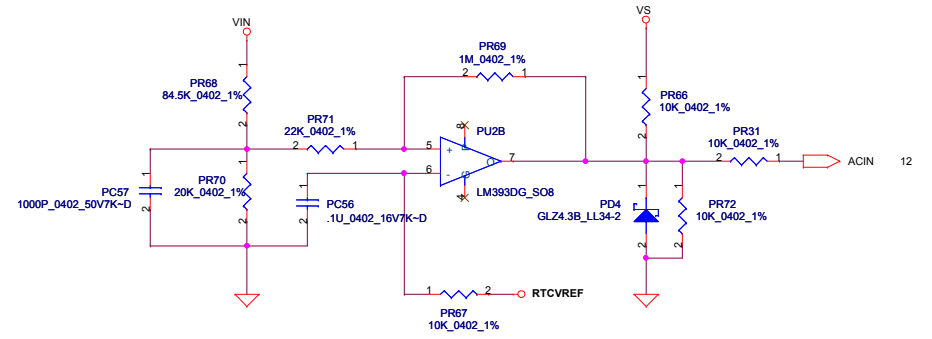 VIN
VS
PR69
1M_0402_1%
2
1
1
PR68
84.5K_0402_1%
2
1
PR66
10K_0402_1%
2
PR71
22K_0402_1%
2
1
8
PU2B
5
+
P
O
7
6
-
G
4
LM393DG_SO8
PR31
10K_0402_1%
2
1
ACIN
12
1
PC57
1000P_0402_50V7K~D
2
1
PR70
20K_0402_1%
2
1
PC56
.1U_0402_16V7K~D
2
1
PD4
GLZ4.3B_LL34-2
2
1
PR72
10K_0402_1%
2
1
2
RTCVREF
PR67
10K_0402_1%